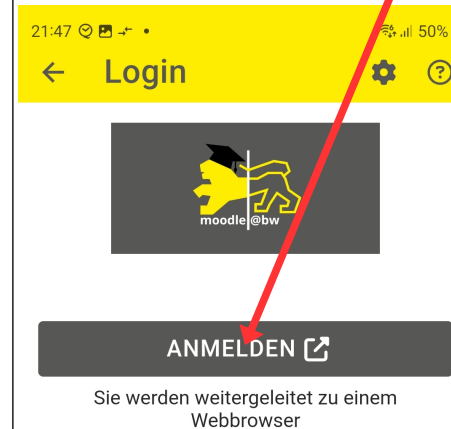 21:47 50%
Login
moodle@bw
ANMELDEN
Sie werden weitergeleitet zu einem
Webbrowser